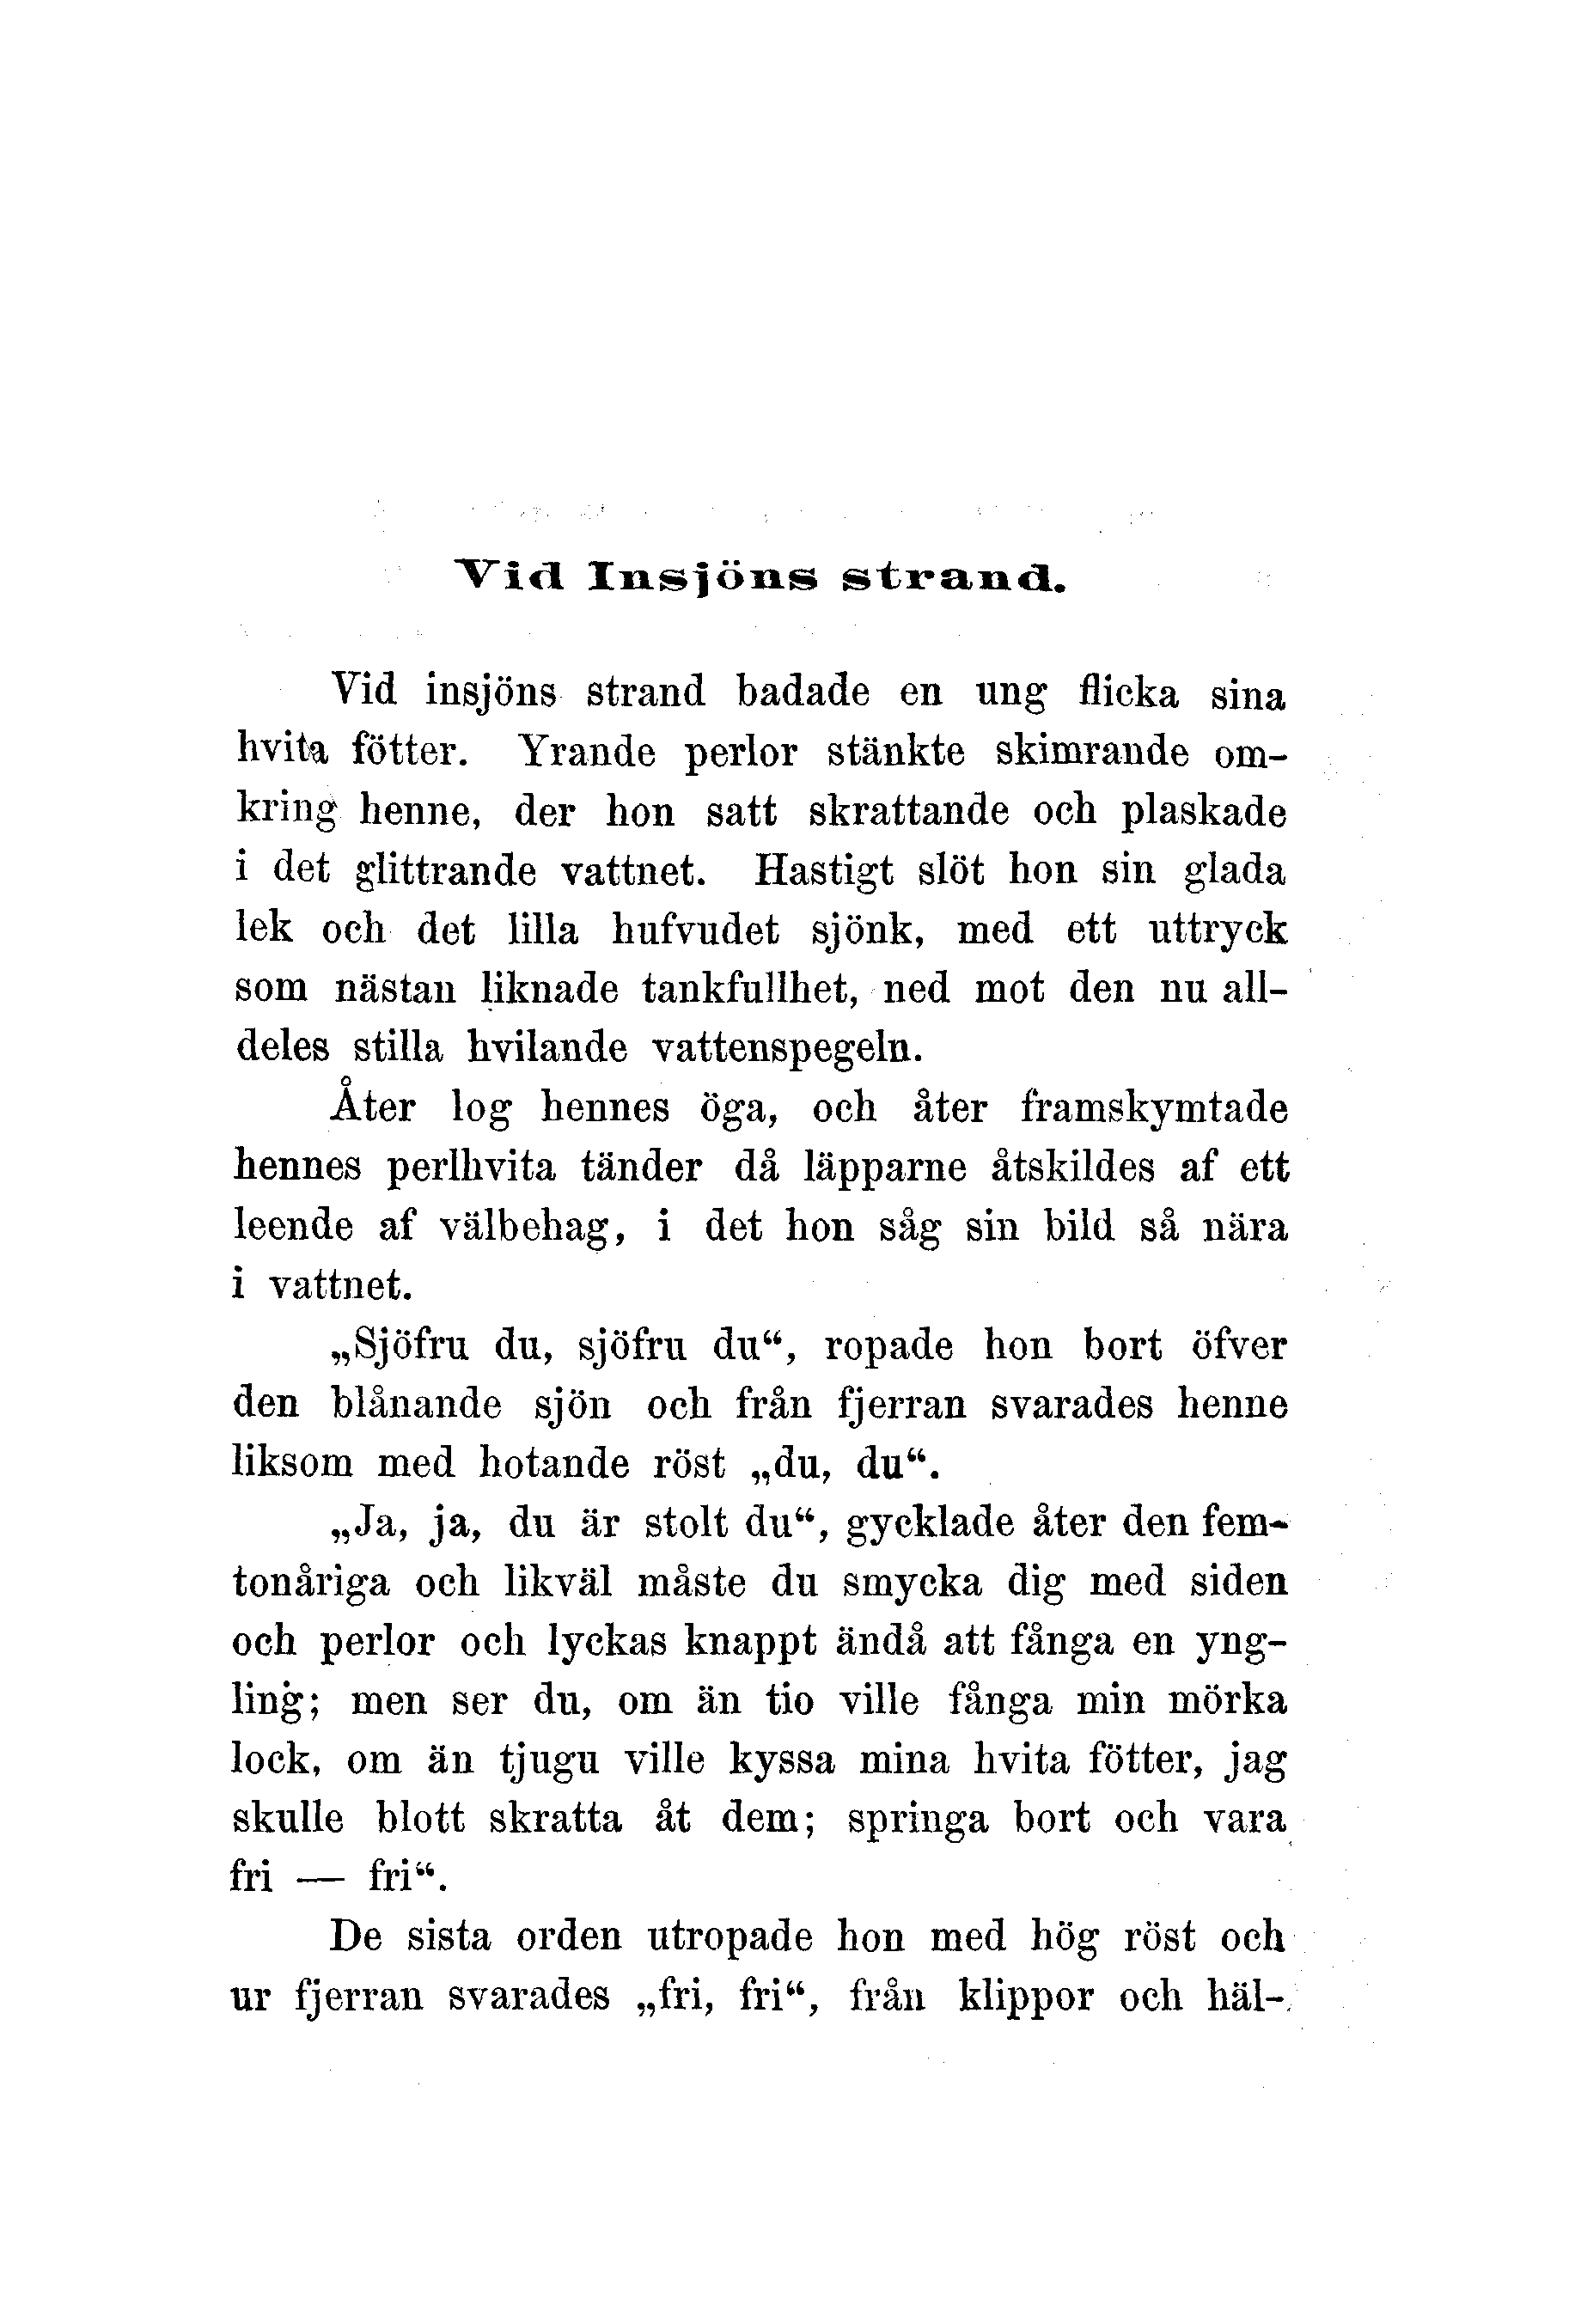 Vid Insjöns strand.
Vid insjöns strand badade en ung flicka sina
hvita fötter. Yrande perlor stänkte skimrande om-
kring henne, der hon satt skrattande och plaskade
i det glittrande vattnet. Hastigt slöt hon sin glada
lek och det lilla hufvudet sjönk, med ett uttryck
som nästan liknade tankfullhet, ned mot den nu all-
deles stilla hvilande vattenspegeln.
Åter log hennes öga, och åter framskymtade
hennes perlhvita tänder då läpparne åtskildes af ett
leende af välbehag, i det hon såg sin bild så nära
i vattnet.
„Sjöfru du, sjöfru du“, ropade hon bort öfver
den blånande sjön och från fjerran svarades henne
liksom med hotande röst „du, du“.
„Ja, ja, du är stolt du“, gycklade åter den fem-
tonåriga och likväl måste du smycka dig med siden
och perlor och lyckas knappt ändå att fånga en yng-
ling; men ser du, om än tio ville fånga min mörka
lock, om än tjugu ville kyssa mina hvita fötter, jag
skulle blott skratta åt dem; springa bort och vara
fri — fri“.
De sista orden utropade hon med hög röst och
ur fjerran svarades „fri, fri“, från klippor och häl-